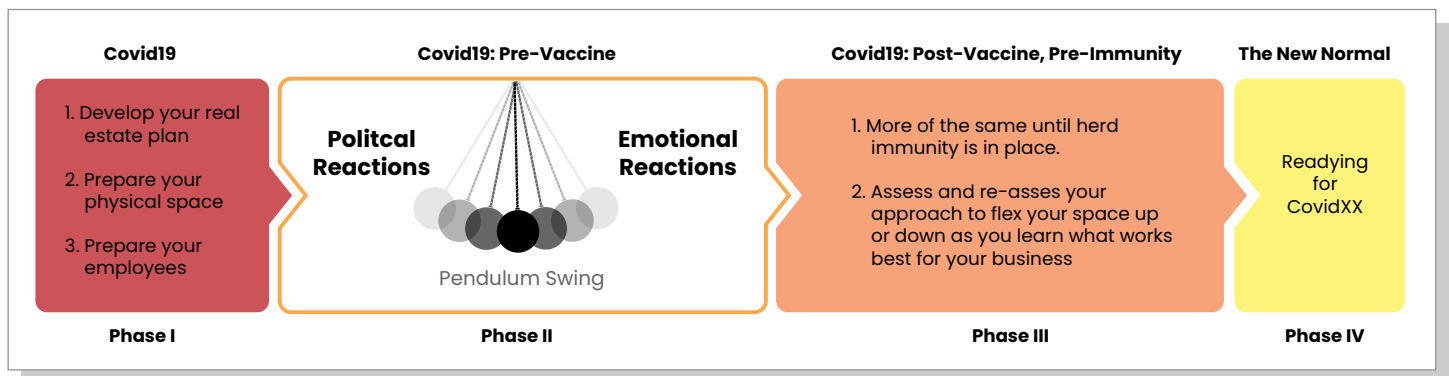 Covid19
1. Develop your real
estate plan
2. Prepare your
physical space
3. Prepare your
employees
Phase I
Covid19: Pre-Vaccine
Politcal
Reactions
Emotional
Reactions
Pendulum Swing
Phase II
Covid19: Post-Vaccine, Pre-Immunity
1. More of the same until herd
immunity is in place.
2. Assess and re-asses your
approach to flex your space up
or down as you learn what works
best for your business
Phase III
The New Normal
Readying
for
CovidXX
Phase IV